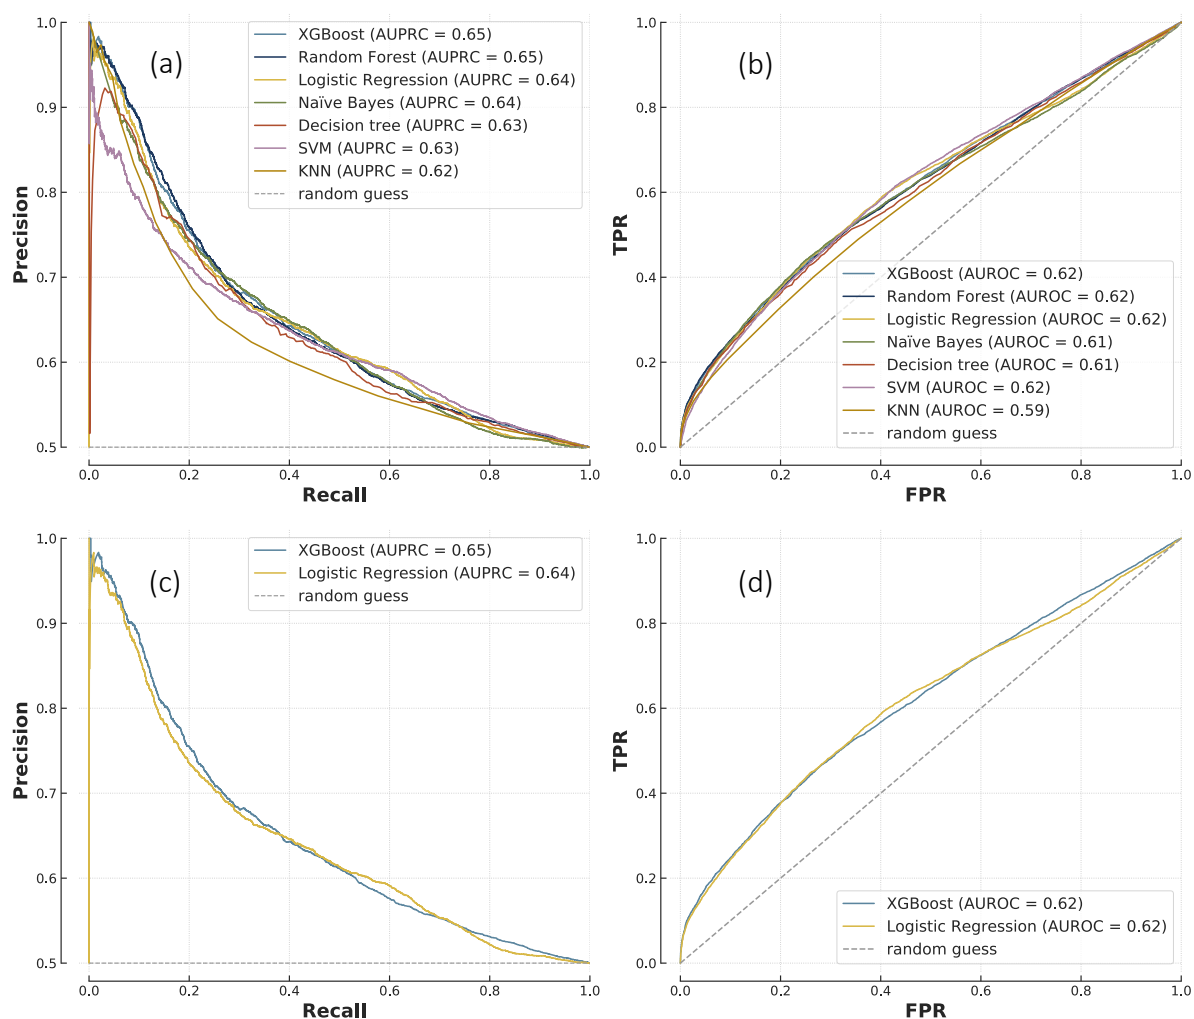 (a)
Precision
1.0
0.9
0.8
0.7
0.6
0.5
XGBoost (AUPRC = 0.65)
Random Forest (AUPRC = 0.65)
Logistic Regression (AUPRC = 0.64)
Naïve Bayes (AUPRC = 0.64)
Decision tree (AUPRC = 0.63)
SVM (AUPRC = 0.63)
KNN (AUPRC = 0.62)
random guess
0.0 0.2 0.4 0.6 0.8 1.0
Recall
(b)
TPR
1.0
0.8
0.6
0.4
0.2
0.0
XGBoost (AUROC = 0.62)
Random Forest (AUROC = 0.62)
Logistic Regression (AUROC = 0.62)
Naïve Bayes (AUROC = 0.61)
Decision tree (AUROC = 0.61)
SVM (AUROC = 0.62)
KNN (AUROC = 0.59)
random guess
0.0 0.2 0.4 0.6 0.8 1.0
FPR
(c)
Precision
1.0
0.9
0.8
0.7
0.6
0.5
XGBoost (AUPRC = 0.65)
Logistic Regression (AUPRC = 0.64)
random guess
0.0 0.2 0.4 0.6 0.8 1.0
Recall
(d)
TPR
1.0
0.8
0.6
0.4
0.2
0.0
XGBoost (AUROC = 0.62)
Logistic Regression (AUROC = 0.62)
random guess
0.0 0.2 0.4 0.6 0.8 1.0
FPR